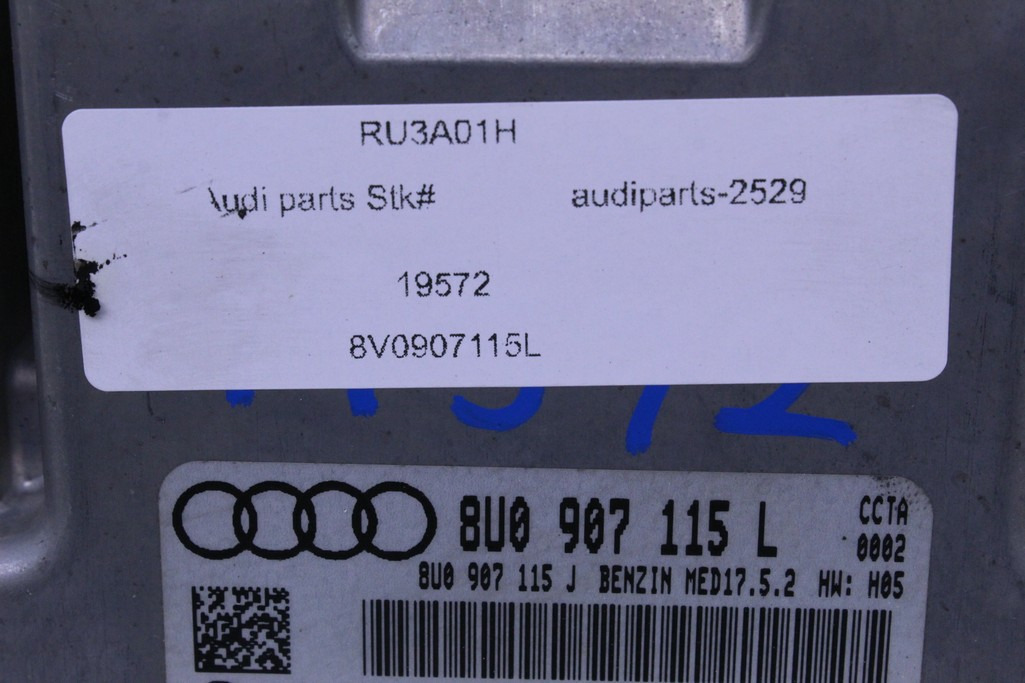 RU3A01H
Audi parts Stk# audiparts-2529
19572
8V0907115L
8U0 907 115 L CCTA
0002
8U0 907 115 J BENZIN MED17.5.2 HW: H05